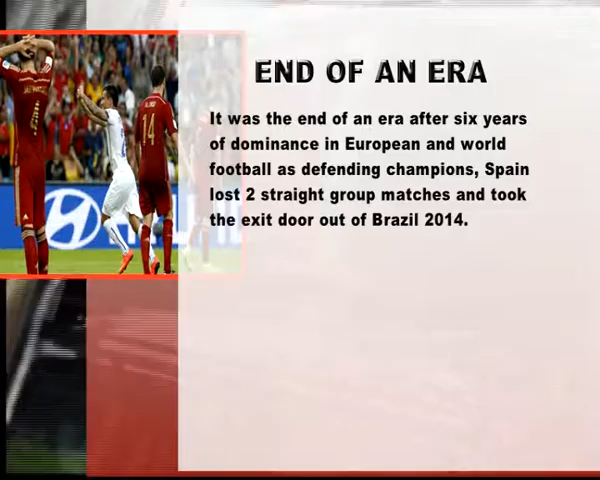 END OF AN ERA
It was the end of an era after six years
of dominance in European and world
football as defending champions, Spain
lost 2 straight group matches and took
the exit door out of Brazil 2014.
14